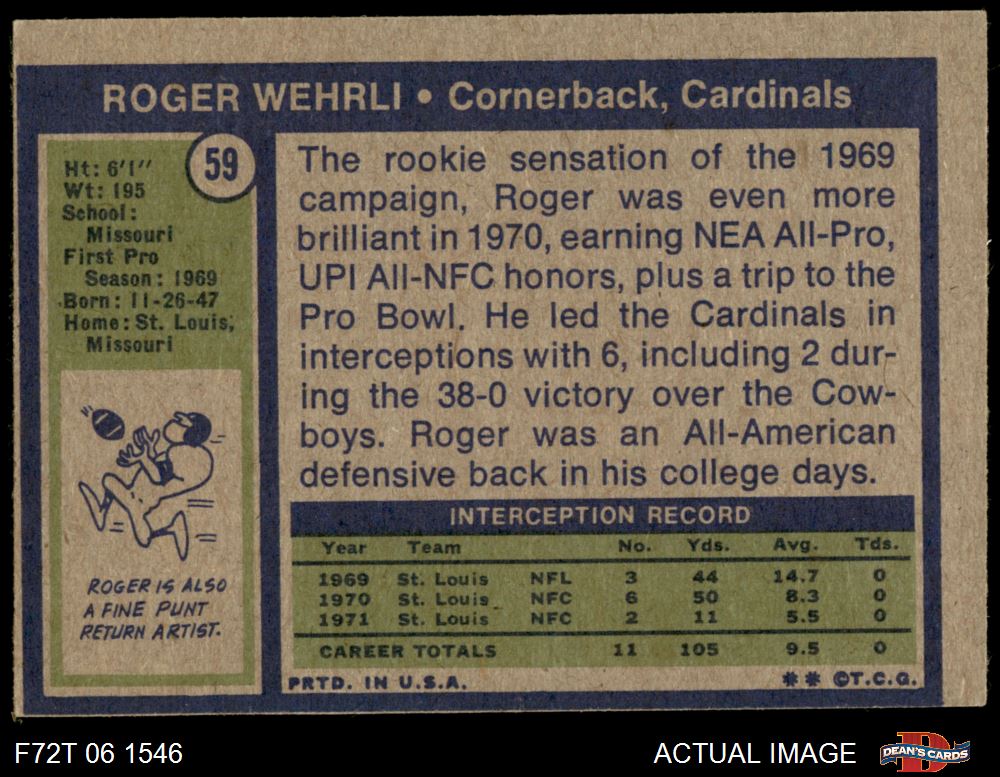 ROGER WEHRLI • Cornerback, Cardinals
59
Ht: 6'1''
Wt: 195
School:
Missouri
First Pro
Season: 1969
Born: 11-26-47
Home: St. Louis,
Missouri
ROGER IS ALSO
A FINE PUNT
RETURN ARTIST.
The rookie sensation of the 1969
campaign, Roger was even more
brilliant in 1970, earning NEA All-Pro,
UPI All-NFC honors, plus a trip to the
Pro Bowl. He led the Cardinals in
interceptions with 6, including 2 dur-
ing the 38-0 victory over the Cow-
boys. Roger was an All-American
defensive back in his college days.
INTERCEPTION RECORD
Year Team No. Yds. Avg. Tds.
1969 St. Louis NFL 3 44 14.7 0
1970 St. Louis NFC 6 50 8.3 0
1971 St. Louis NFC 2 11 5.5 0
CAREER TOTALS 11 105 9.5 0
PRTD. IN U.S.A. ** ©T.C.G.
F72T 06 1546
ACTUAL IMAGE
D
DEAN'S CARDS